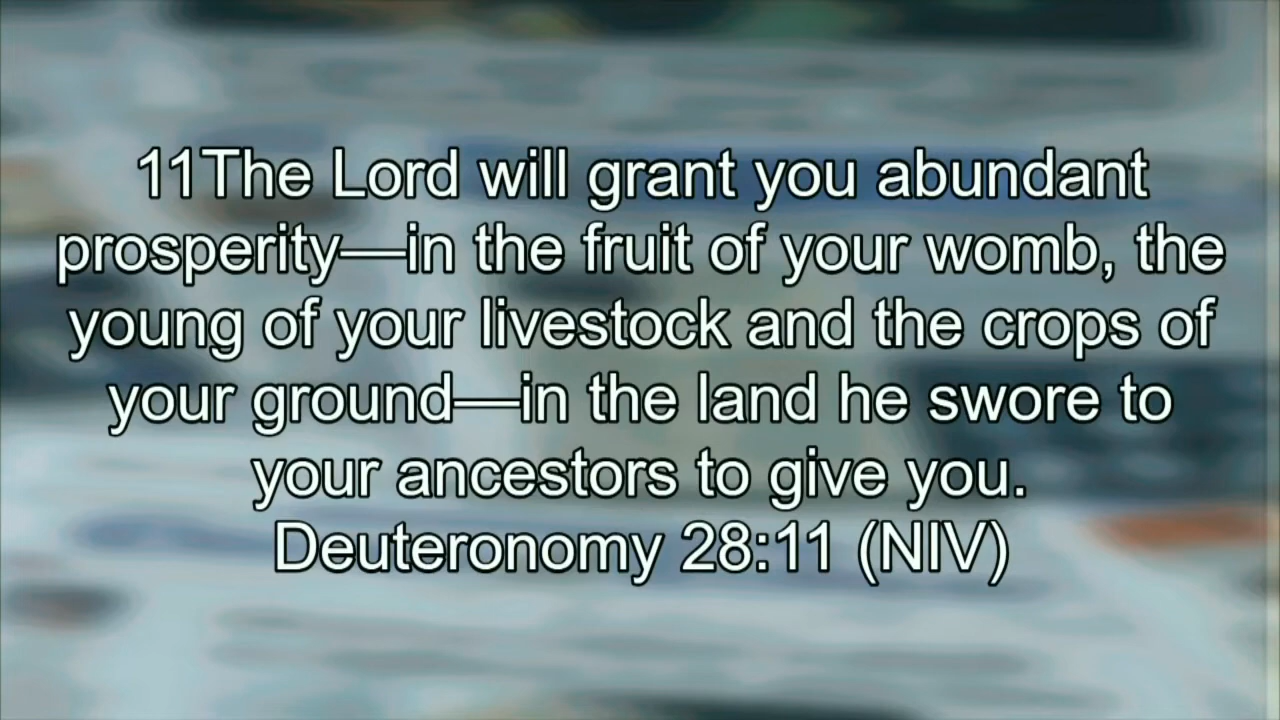 11The Lord will grant you abundant
prosperity—in the fruit of your womb, the
young of your livestock and the crops of
your ground—in the land he swore to
your ancestors to give you.
Deuteronomy 28:11 (NIV)